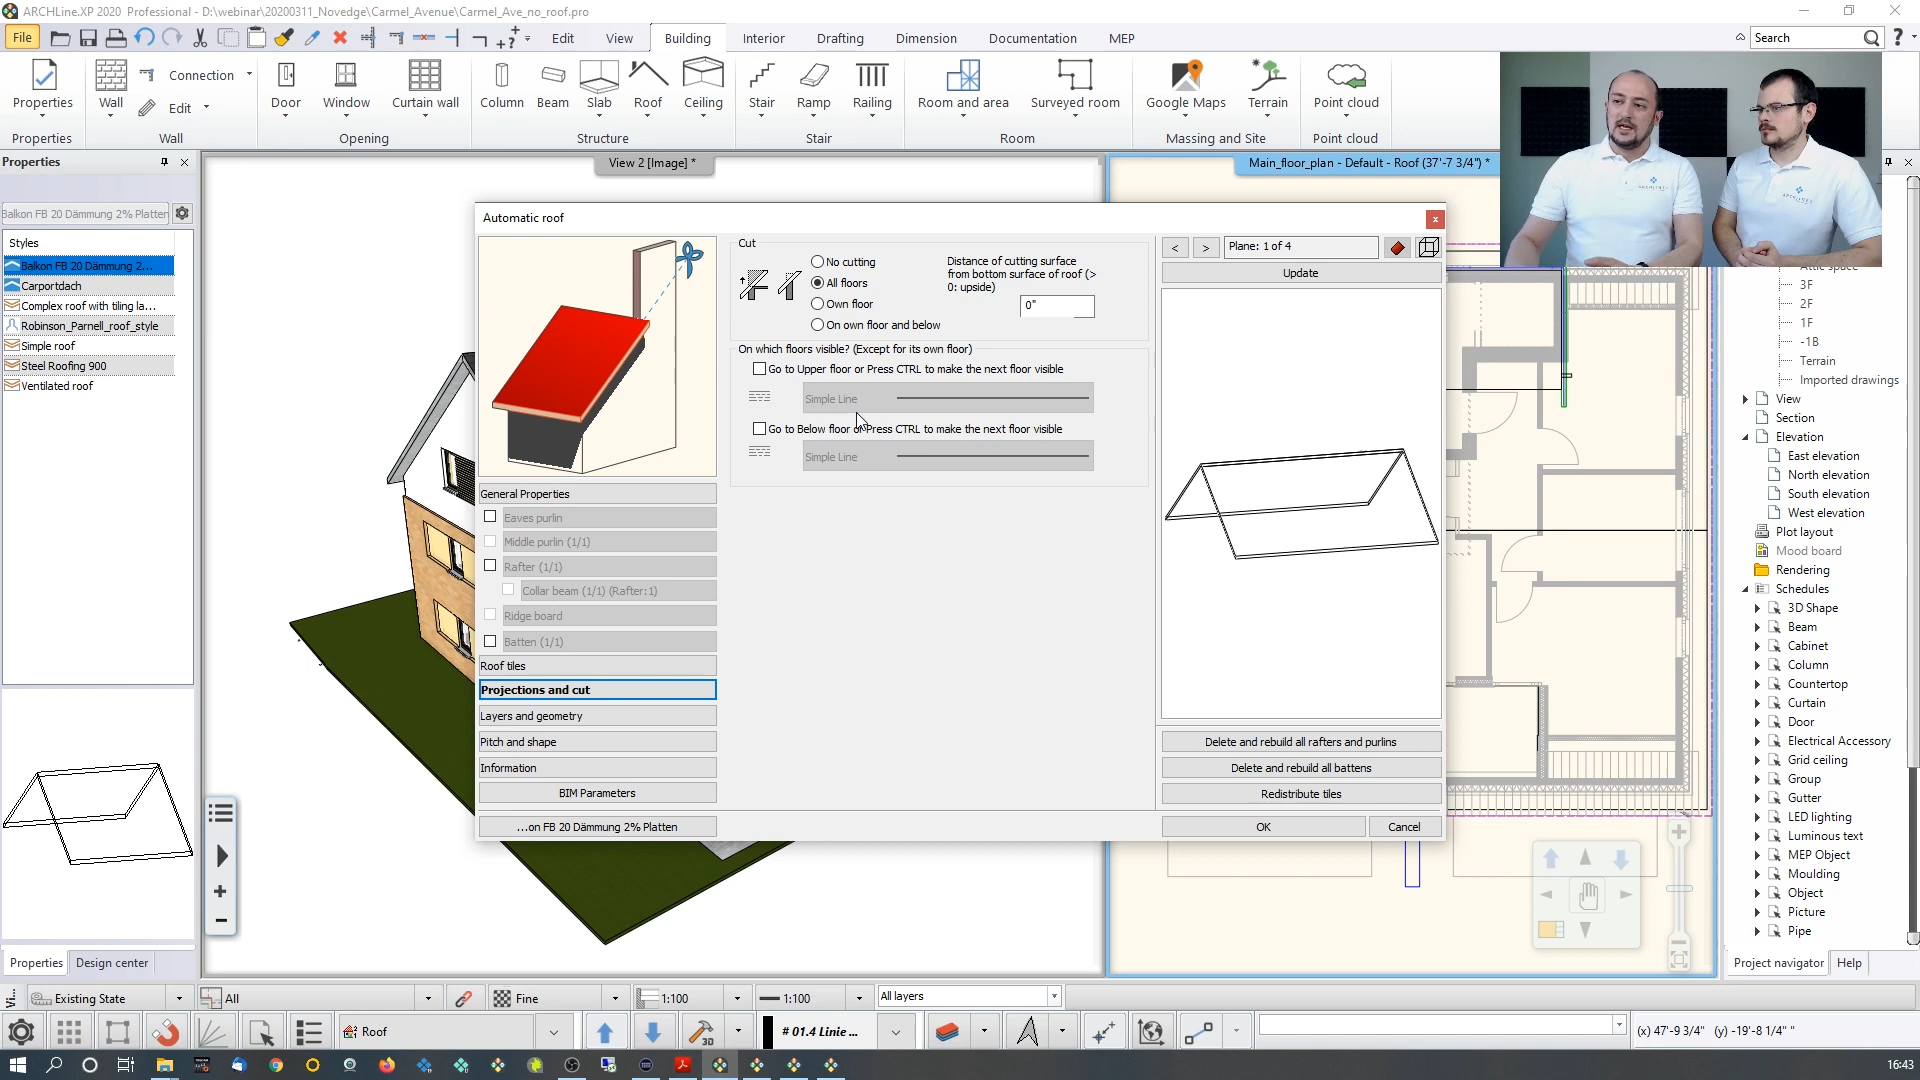 ARCHLine.XP 2020 Professional - D:\webinar\20200311_Novedge\Carmel_Avenue\Carmel_Ave_no_roof.pro
File
Edit
View
Building
Interior
Drafting
Dimension
Documentation
MEP
Search
?
Properties
Wall
Connection
Edit
Door
Window
Curtain wall
Column
Beam
Slab
Roof
Ceiling
Stair
Ramp
Railing
Room and area
Surveyed room
Google Maps
Terrain
Point cloud
Properties
Wall
Opening
Structure
Stair
Room
Massing and Site
Point cloud
Properties
View 2 [Image] *
Main_floor_plan - Default - Roof (37'-7 3/4") *
Balkon FB 20 Dämmung 2% Platten
Styles
Balkon FB 20 Dämmung 2...
Carportdach
Complex roof with tiling la...
Robinson_Parnell_roof_style
Simple roof
Steel Roofing 900
Ventilated roof
Properties
Design center
Automatic roof
General Properties
Eaves purlin
Middle purlin (1/1)
Rafter (1/1)
Collar beam (1/1) (Rafter:1)
Ridge board
Batten (1/1)
Roof tiles
Projections and cut
Layers and geometry
Pitch and shape
Information
BIM Parameters
...on FB 20 Dämmung 2% Platten
Cut
No cutting
All floors
Own floor
On own floor and below
Distance of cutting surface
from bottom surface of roof (>
0: upside)
0"
On which floors visible? (Except for its own floor)
Go to Upper floor or Press CTRL to make the next floor visible
Simple Line
Go to Below floor or Press CTRL to make the next floor visible
Simple Line
<
>
Plane: 1 of 4
Update
Delete and rebuild all rafters and purlins
Delete and rebuild all battens
Redistribute tiles
OK
Cancel
Attic space
3F
2F
1F
-1B
Terrain
Imported drawings
View
Section
Elevation
East elevation
North elevation
South elevation
West elevation
Plot layout
Mood board
Rendering
Schedules
3D Shape
Beam
Cabinet
Column
Countertop
Curtain
Door
Electrical Accessory
Grid ceiling
Group
Gutter
LED lighting
Luminous text
MEP Object
Moulding
Object
Picture
Pipe
Project navigator
Help
Existing State
All
Fine
1:100
1:100
All layers
Roof
3D
# 01.4 Linie ...
(x) 47'-9 3/4" (y) -19'-8 1/4" "
16:43